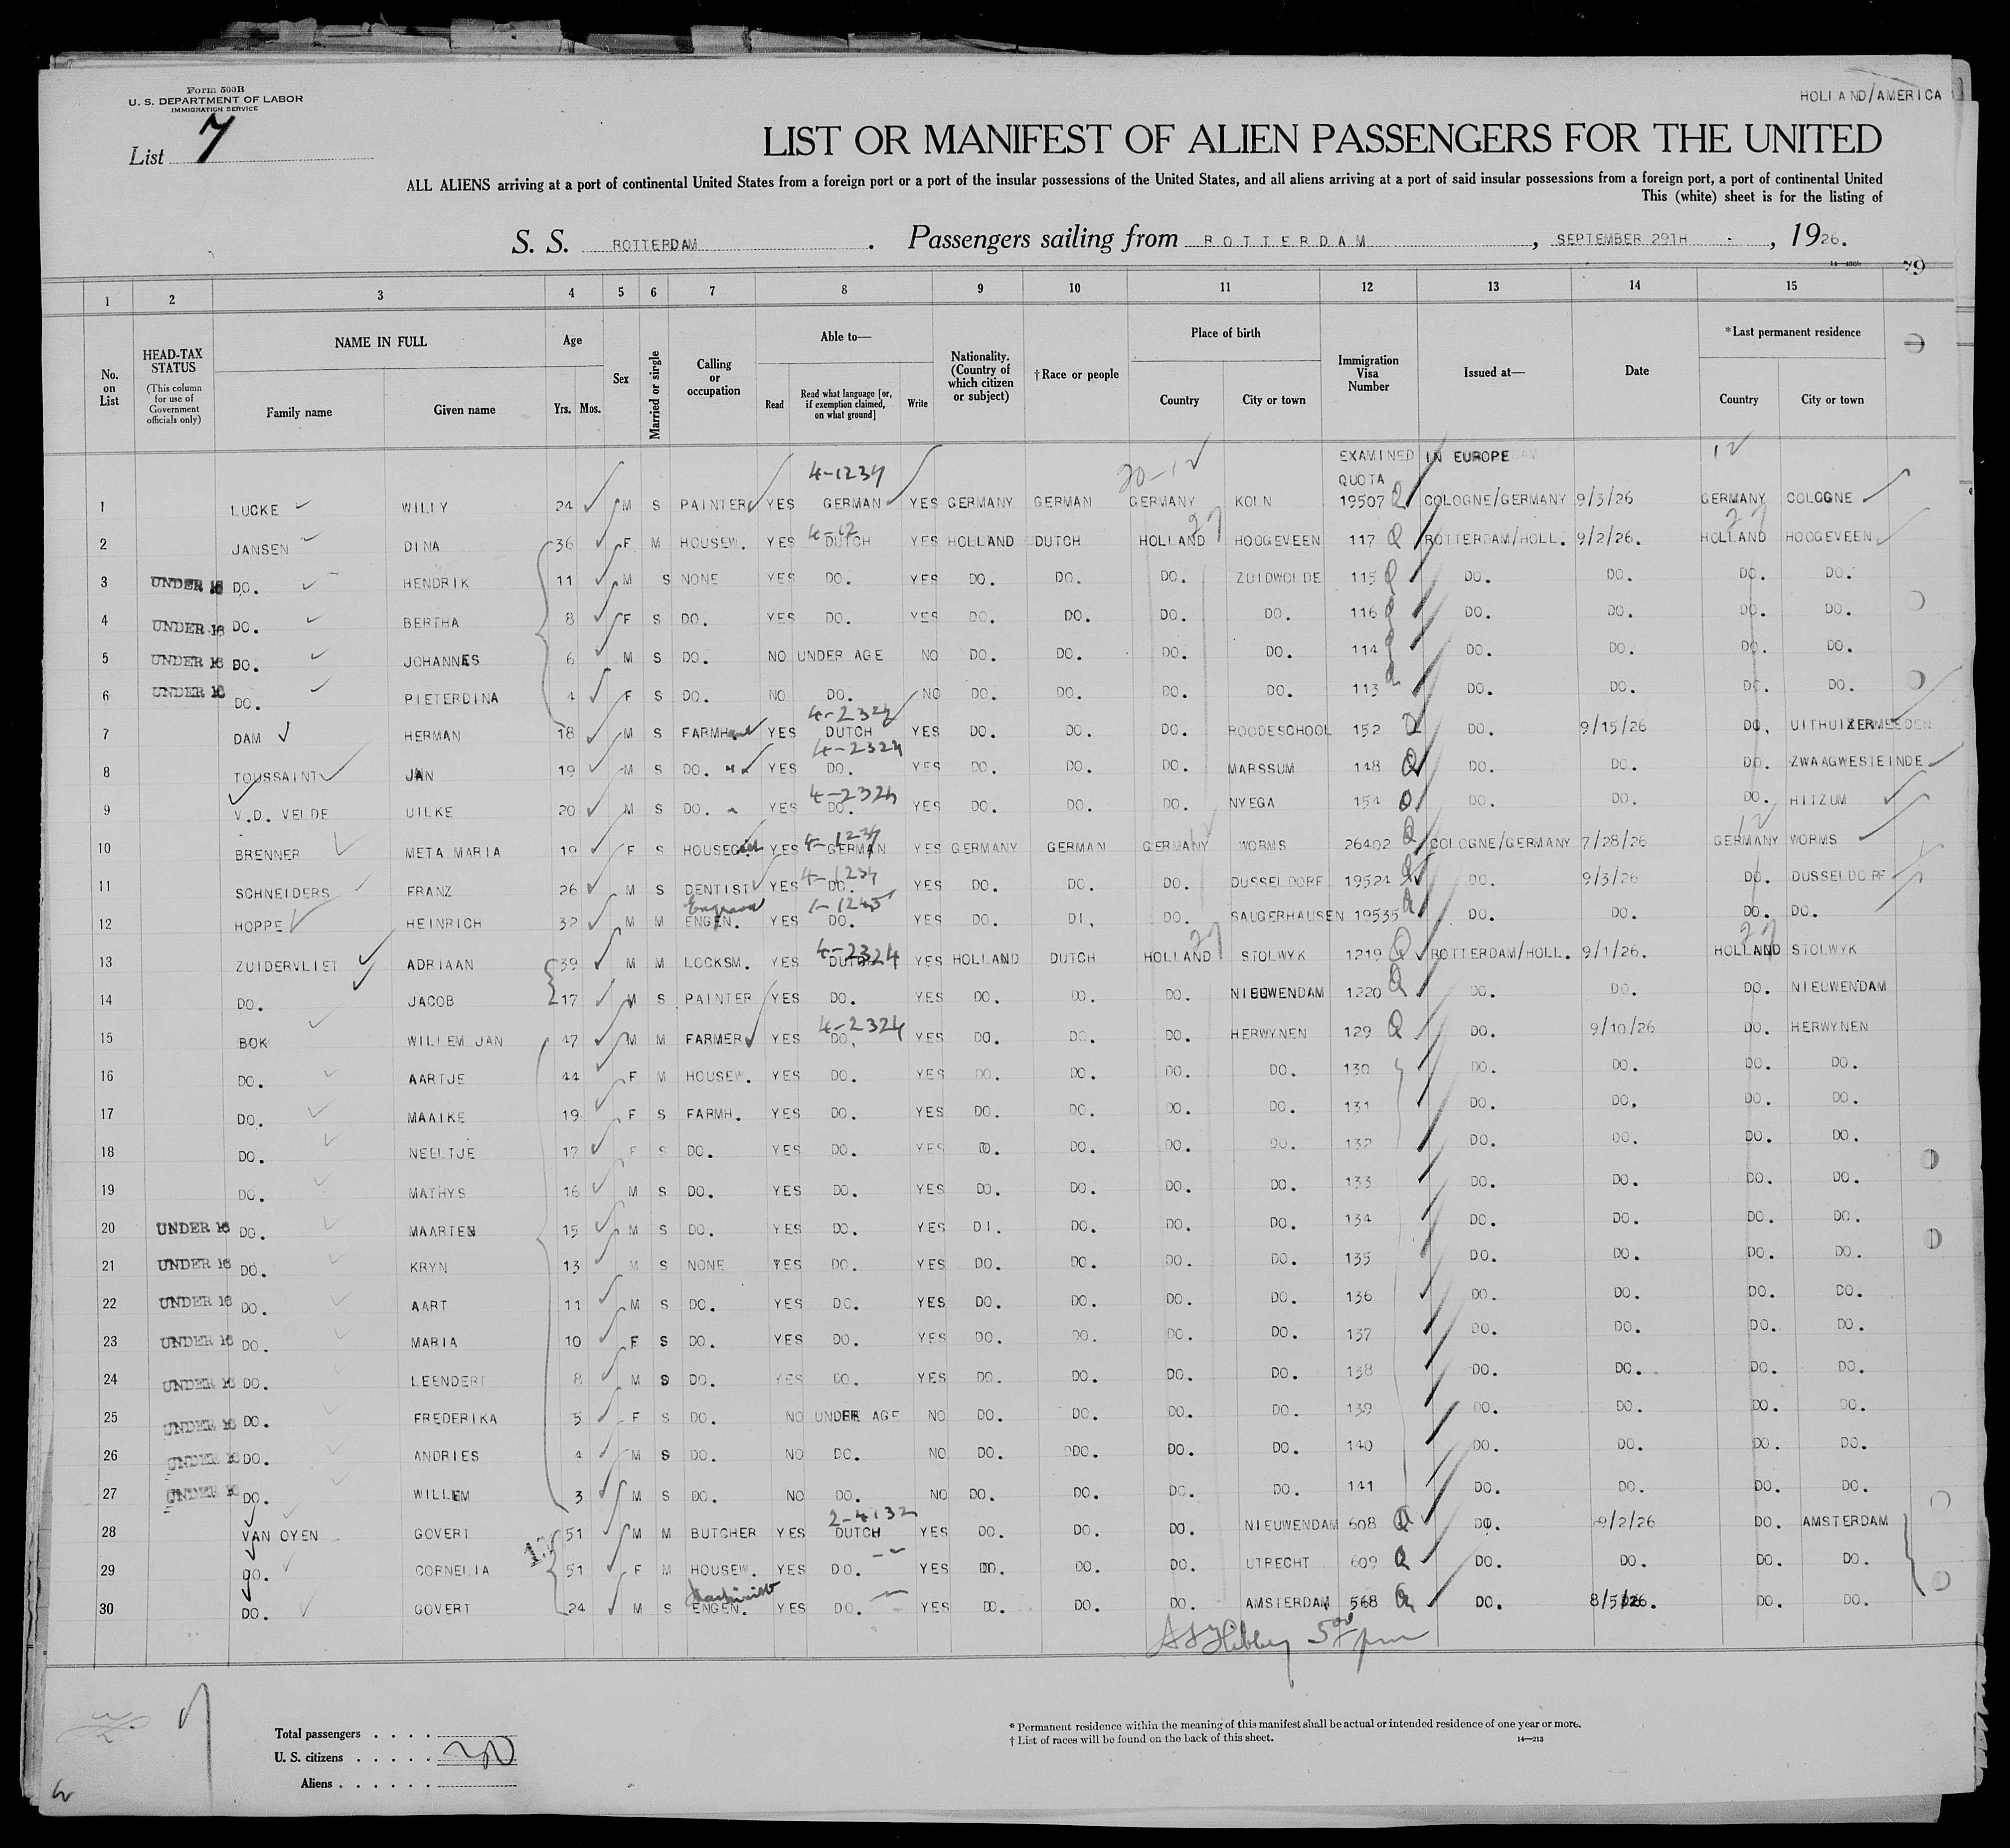 Form 500B
U. S. DEPARTMENT OF LABOR
IMMIGRATION SERVICE
HOLLAND/AMERICA
List 7
LIST OR MANIFEST OF ALIEN PASSENGERS FOR THE UNITED
ALL ALIENS arriving at a port of continental United States from a foreign port or a port of the insular possessions of the United States, and all aliens arriving at a port of said insular possessions from a foreign port, a port of continental United
This (white) sheet is for the listing of
S. S. ROTTERDAM . Passengers sailing from ROTTERDAM , SEPTEMBER 29TH , 1926.
1 2 3 4 5 6 7 8 9 10 11 12 13 14 15
No. on List
HEAD-TAX STATUS (This column for use of Government officials only)
NAME IN FULL Family name Given name
Age Yrs. Mos.
Sex
Married or single
Calling or occupation
Able to— Read Read what language [or, if exemption claimed, on what ground] Write
Nationality. (Country of which citizen or subject)
†Race or people
Place of birth Country City or town
Immigration Visa Number
Issued at—
Date
*Last permanent residence Country City or town
EXAMINED IN EUROPE
QUOTA
4-1234 20-12 12
1 LUCKE WILLY 24 M S PAINTER YES GERMAN YES GERMANY GERMAN GERMANY KOLN 19507 Q COLOGNE/GERMANY 9/3/26 GERMANY COLOGNE
2 JANSEN DINA 36 F M HOUSEW. YES DUTCH YES HOLLAND DUTCH HOLLAND HOOGEVEEN 117 Q ROTTERDAM/HOLL. 9/2/26. HOLLAND HOOGEVEEN
3 UNDER 16 DO. HENDRIK 11 M S NONE YES DO. YES DO. DO. DO. ZUIDWOLDE 115 Q DO. DO. DO. DO.
4 UNDER 16 DO. BERTHA 8 F S DO. YES DO. YES DO. DO. DO. DO. 116 DO. DO. DO. DO.
5 UNDER 16 DO. JOHANNES 6 M S DO. NO UNDER AGE NO DO. DO. DO. DO. 114 DO. DO. DO. DO.
6 UNDER 16 DO. PIETERDINA 4 F S DO. NO DO. NO DO. DO. DO. DO. 113 DO. DO. DO. DO.
4-2324
7 DAM HERMAN 18 M S FARMH YES DUTCH YES DO. DO. DO. ROODESCHOOL 152 Q DO. 9/15/26 DO. UITHUIZERMEEDEN
4-2324
8 TOUSSAINT JAN 19 M S DO. YES DO. YES DO. DO. DO. MARSSUM 148 Q DO. DO. DO. ZWAAGWESTEINDE
4-2324
9 V.D. VELDE UILKE 20 M S DO. YES DO. YES DO. DO. DO. NYEGA 154 Q DO. DO. DO. HITZUM
4-1234
10 BRENNER META MARIA 19 F S YES GERMAN YES GERMANY GERMAN GERMANY WORMS 26402 Q COLOGNE/GERMANY 7/28/26 GERMANY WORMS
4-1234
11 SCHNEIDERS FRANZ 26 M S DENTIST YES DO. YES DO. DO. DO. DUSSELDORF 19524 DO. 9/3/26 DO. DUSSELDORF
12 HOPPE HEINRICH 32 M M ENGEN. YES DO. YES DO. DI, DO. SAUGERHAUSEN 19535 DO. DO. DO. DO.
4-2324
13 ZUIDERVLIET ADRIAAN 39 M M LOCKSM. YES DUTCH YES HOLLAND DUTCH HOLLAND STOLWYK 1219 Q ROTTERDAM/HOLL. 9/1/26. HOLLAND STOLWYK
14 DO. JACOB 17 M S PAINTER YES DO. YES DO. DO. DO. NIEUWENDAM 1220 Q DO. DO. DO. NIEUWENDAM
4-2324
15 BOK WILLEM JAN 47 M M FARMER YES DO. YES DO. DO. DO. HERWYNEN 129 Q DO. 9/10/26 DO. HERWYNEN
16 DO. AARTJE 44 F M HOUSEW. YES DO. YES DO. DO. DO. DO. 130 DO. DO. DO. DO.
17 DO. MAAIKE 19 F S FARMH. YES DO. YES DO. DO. DO. DO. 131 DO. DO. DO. DO.
18 DO. NEELTJE 17 F S DO. YES DO. YES DO. DO. DO. DO. 132 DO. DO. DO. DO.
19 DO. MATHYS 16 M S DO. YES DO. YES DO. DO. DO. DO. 133 DO. DO. DO. DO.
20 UNDER 16 DO. MAARTEN 15 M S DO. YES DO. YES DI. DO. DO. DO. 134 DO. DO. DO. DO.
21 UNDER 16 DO. KRYN 13 M S NONE YES DO. YES DO. DO. DO. DO. 135 DO. DO. DO. DO.
22 UNDER 16 DO. AART 11 M S DO. YES DO. YES DO. DO. DO. DO. 136 DO. DO. DO. DO.
23 UNDER 16 DO. MARIA 10 F S DO. YES DO. YES DO. DO. DO. DO. 137 DO. DO. DO. DO.
24 UNDER 16 DO. LEENDERT 8 M S DO. YES DO. YES DO. DO. DO. DO. 138 DO. DO. DO. DO.
25 UNDER 16 DO. FREDERIKA 5 F S DO. NO UNDER AGE NO DO. DO. DO. DO. 139 DO. DO. DO. DO.
26 UNDER 16 DO. ANDRIES 4 M S DO. NO DO. NO DO. DDO. DO. DO. 140 DO. DO. DO. DO.
27 UNDER 16 DO. WILLEM 3 M S DO. NO DO. NO DO. DO. DO. DO. 141 DO. DO. DO. DO.
28 VAN OYEN GOVERT 51 M M BUTCHER YES DUTCH YES DO. DO. DO. NIEUWENDAM 608 Q DO. 9/2/26 DO. AMSTERDAM
29 DO. CORNELIA 51 F M HOUSEW. YES DO. YES DO. DO. DO. UTRECHT 609 Q DO. DO. DO. DO.
Machinist
30 DO. GOVERT 24 M S ENGEN. YES DO. YES DO. DO. DO. AMSTERDAM 568 DO. 8/5/26. DO. DO.
Total passengers . . . .
U. S. citizens . . . . .
Aliens . . . . . .
* Permanent residence within the meaning of this manifest shall be actual or intended residence of one year or more.
† List of races will be found on the back of this sheet.
14—213